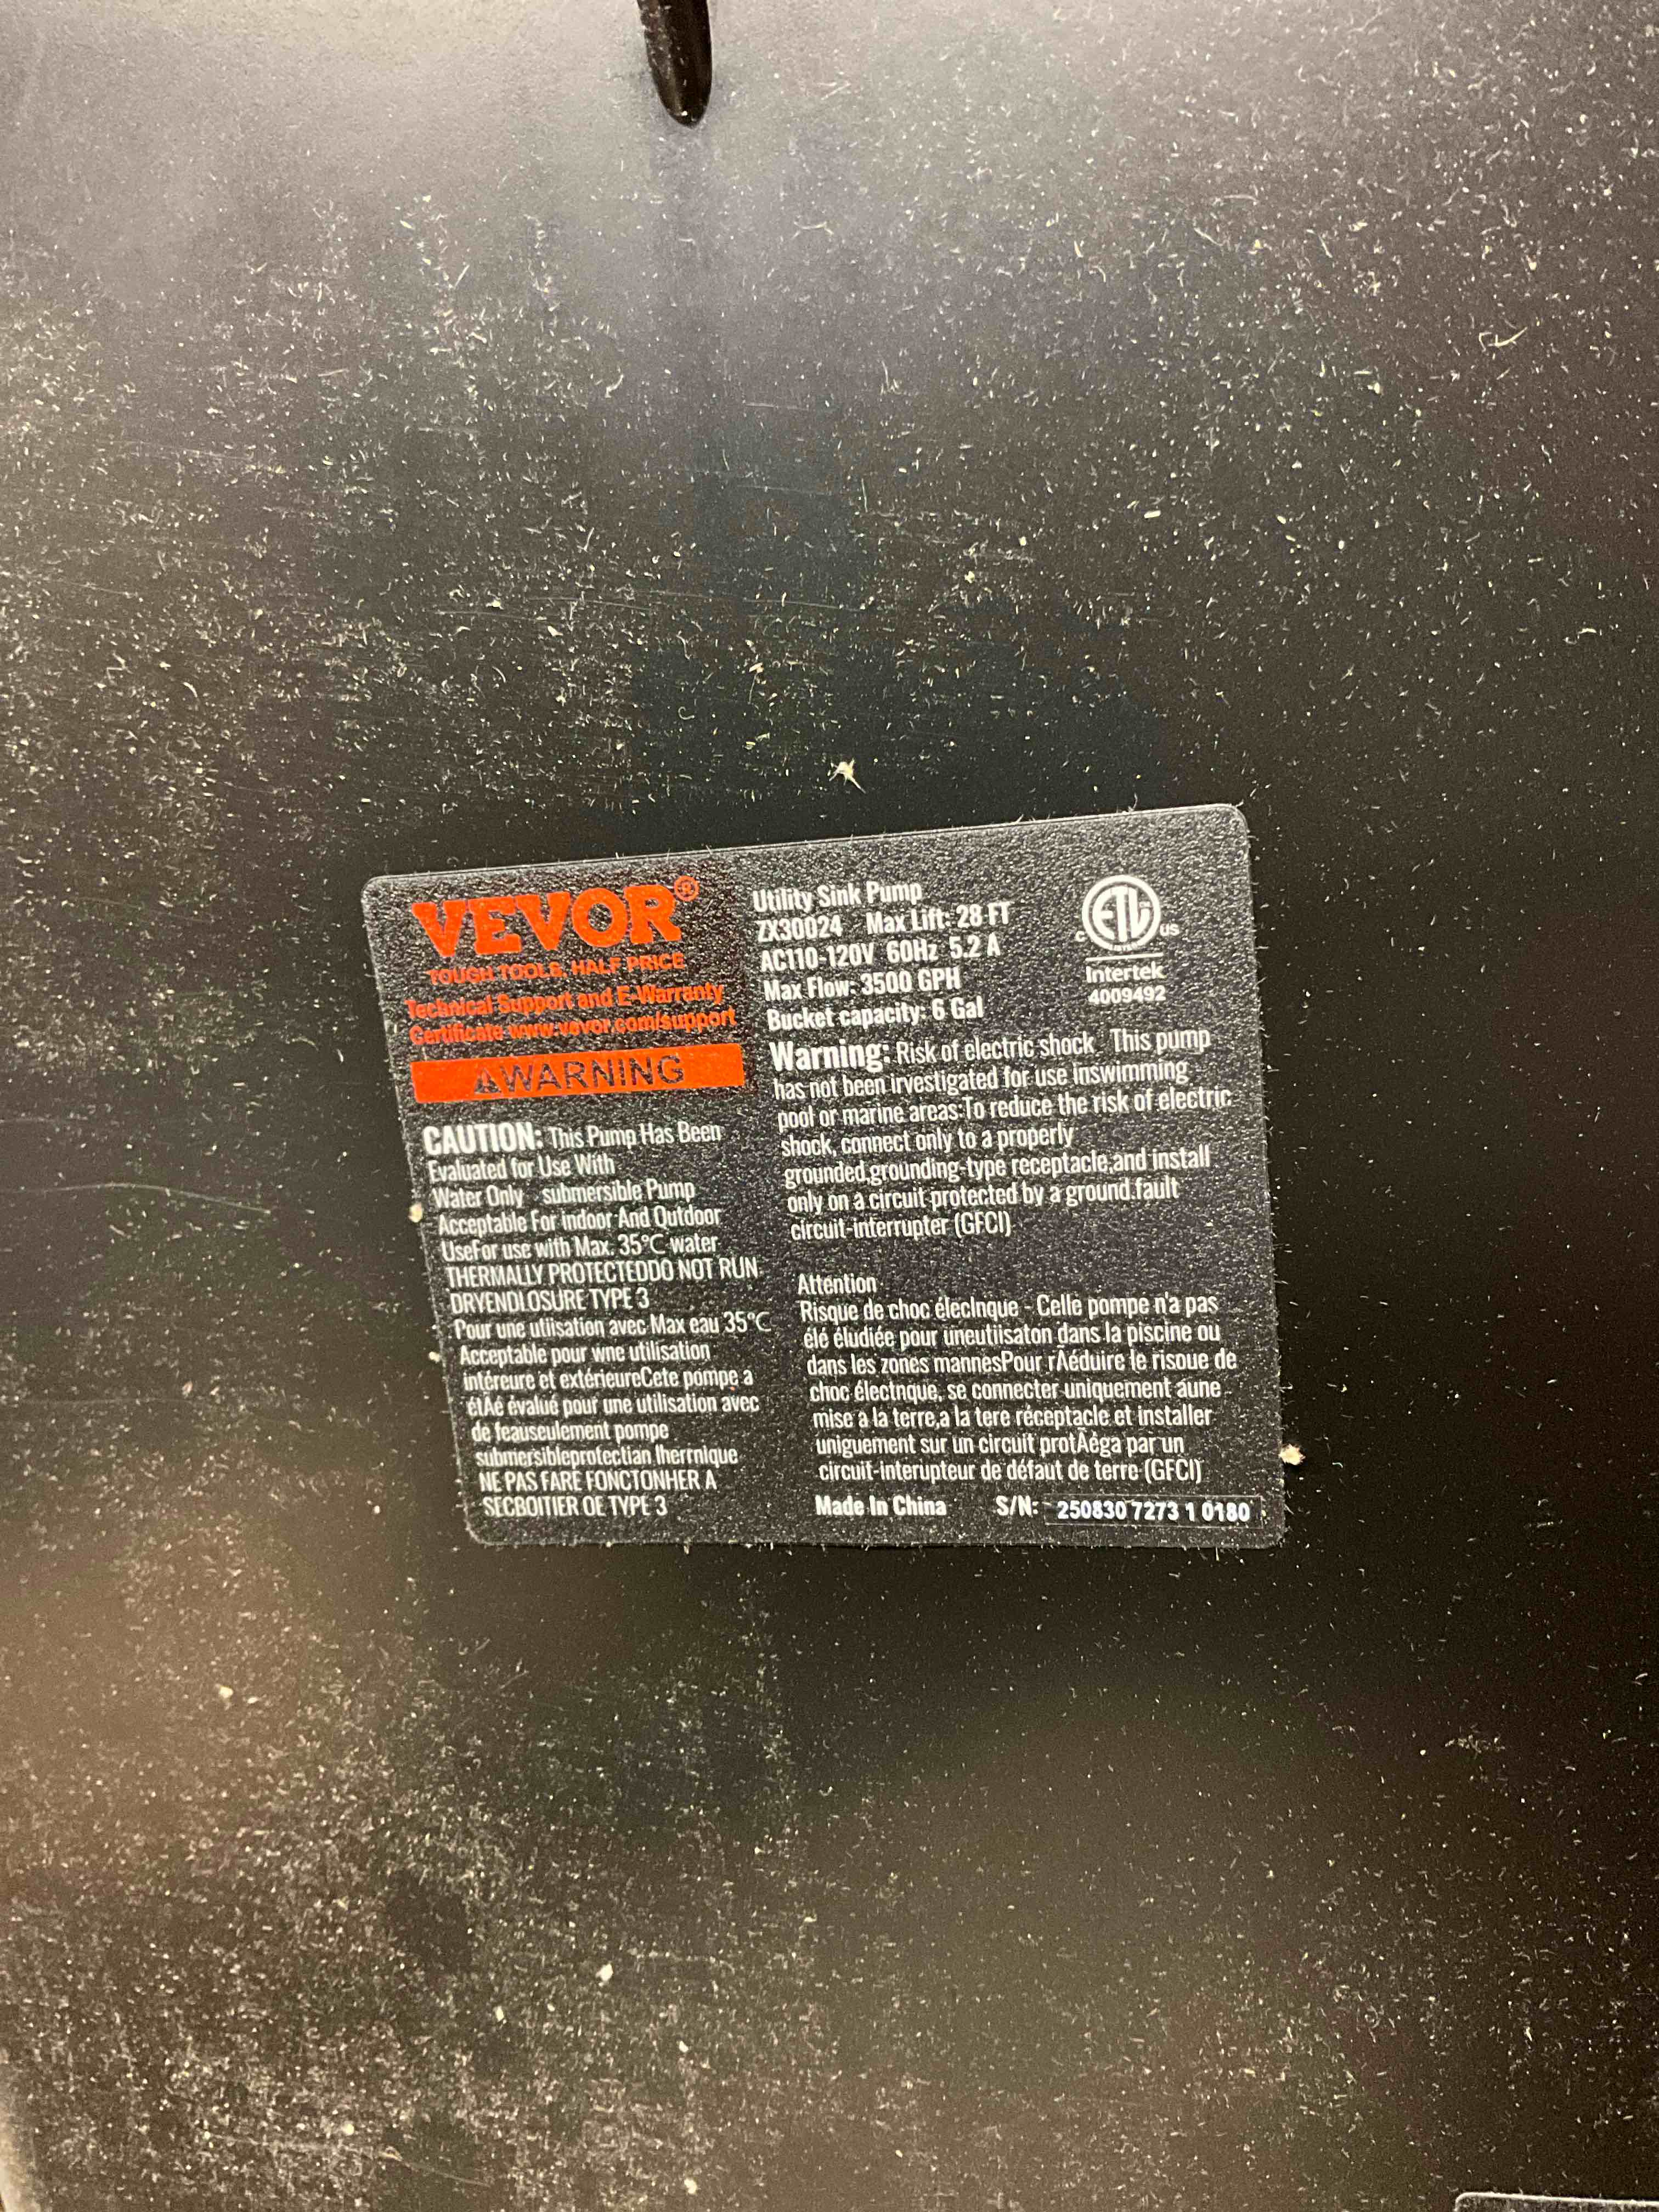 VEVOR®
TOUGH TOOLS, HALF PRICE
Technical Support and E-Warranty
Certificate www.vevor.com/support
WARNING
CAUTION: This Pump Has Been
Evaluated for Use With
Water Only submersible Pump
Acceptable For indoor And Outdoor
UseFor use with Max. 35°C water
THERMALLY PROTECTEDDO NOT RUN
DRYENDLOSURE TYPE 3
Pour une utiisation avec Max eau 35°C
Acceptable pour wne utilisation
intéreure et extérieureCete pompe a
étÀé évalué pour une utilisation avec
de feauseulement pompe
submersibleprotectian lherrnique
NE PAS FARE FONCTONHER A
SECBOITIER OE TYPE 3
Utility Sink Pump
ZX30024 Max Lift: 28 FT
AC110-120V 60Hz 5.2 A
Max Flow: 3500 GPH
Bucket capacity: 6 Gal
c ETL us
Intertek
4009492
Warning: Risk of electric shock This pump
has not been irvestigated for use inswimming
pool or marine areas:To reduce the risk of electric
shock, connect only to a properly
grounded,grounding-type receptacle,and install
only on a circuit protected by a ground.fault
circuit-interrupter (GFCI)
Attention
Risque de choc éleclnque - Celle pompe n'a pas
élé éludiée pour uneutiisaton dans la piscine ou
dans les zones mannesPour rÀéduire le risoue de
choc électnque, se connecter uniquement aune
mise a la terre,a la tere réceptacle et installer
uniguement sur un circuit protÀéga par un
circuit-interupteur de défaut de terre (GFCI)
Made In China S/N: 250830 7273 1 0180